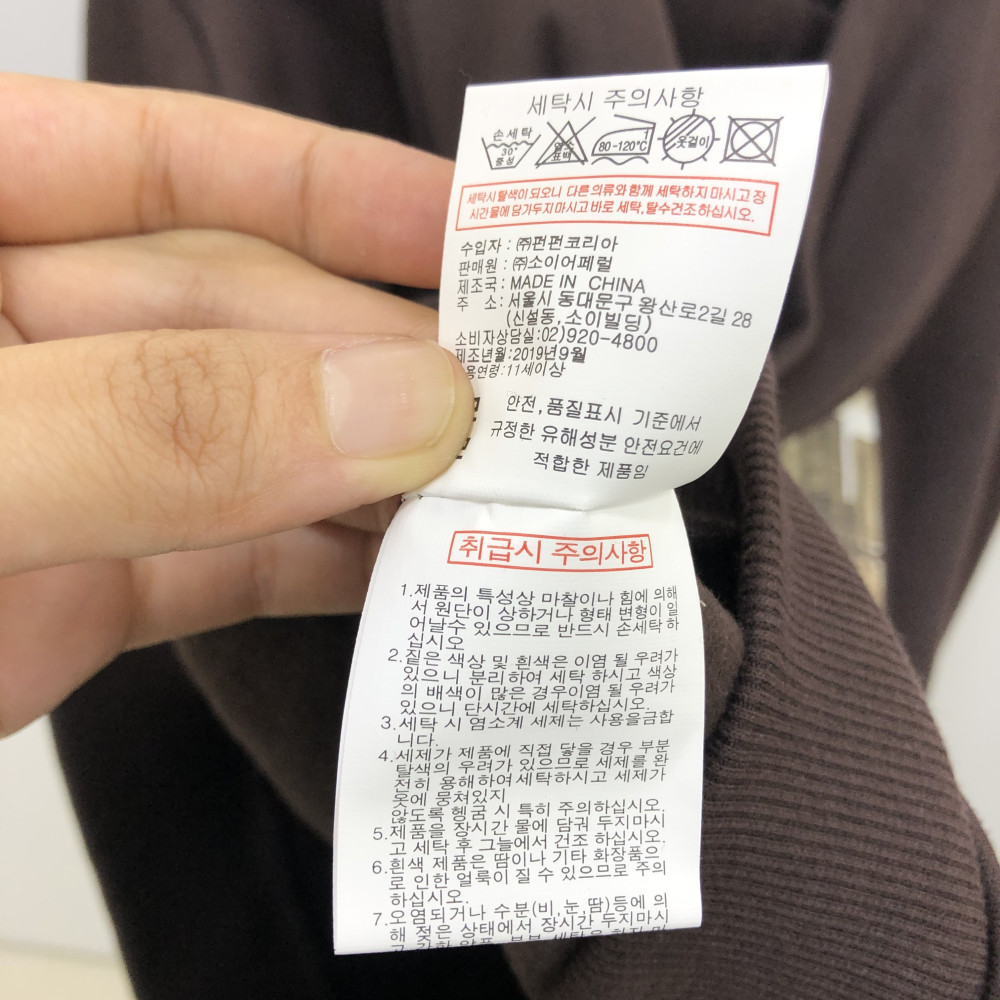 세탁시 주의사항
손세탁
30°
중성
염소
표백
80-120℃
1
옷걸이
세탁시 탈색이 되오니 다른 의류와 함께 세탁하지 마시고 장
시간 물에 담가두지 마시고 바로 세탁,탈수건조하십시오.
수입자 : ㈜펀펀코리아
판매원 : ㈜소이어페럴
제조국 : MADE IN CHINA
주 소 : 서울시 동대문구 왕산로2길 28
(신설동,소이빌딩)
소비자상담실:02)920-4800
제조년월:2019년9월
용연령:11세이상
안전,품질표시 기준에서
규정한 유해성분 안전요건에
적합한 제품임
취급시 주의사항
1.제품의 특성상 마찰이나 힘에 의해
서 원단이 상하거나 형태 변형이 일
어날수 있으므로 반드시 손세탁 하
십시오
2.짙은 색상 및 흰색은 이염 될 우려가
있으니 분리하여 세탁 하시고 색상
의 배색이 많은 경우이염 될 우려가
있으니 단시간에 세탁하십시오.
3.세탁 시 염소계 세제는 사용을금합
니다.
4.세제가 제품에 직접 닿을 경우 부분
탈색의 우려가 있으므로 세제를 완
전히 용해하여 세탁하시고 세제가
옷에 뭉쳐있지
않도록 헹굼 시 특히 주의하십시오.
5.제품을 장시간 물에 담궈 두지마시
고 세탁 후 그늘에서 건조 하십시오.
6.흰색 제품은 땀이나 기타 화장품으
로 인한 얼룩이 질 수 있으므로 주의
하십시오.
7.오염되거나 수분(비,눈,땀)등에 의
해 젖은 상태에서 장시간 두지마시